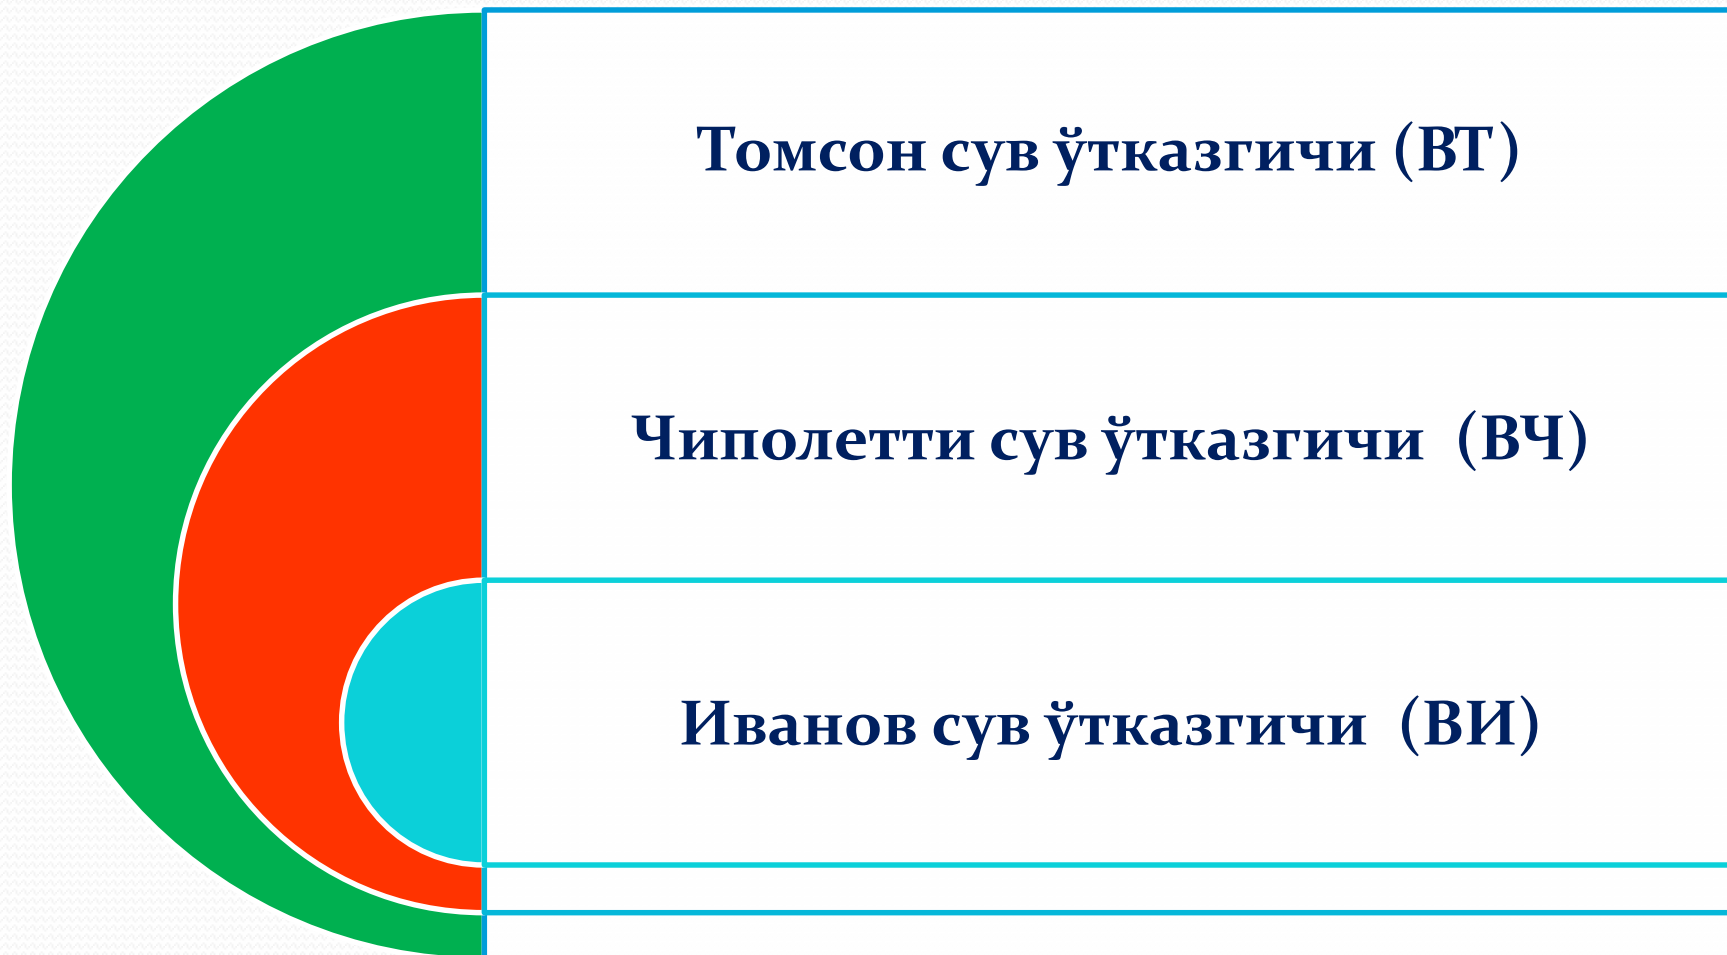 Томсон сув ўтказгичи (ВТ)
Чиполетти сув ўтказгичи (ВЧ)
Иванов сув ўтказгичи (ВИ)